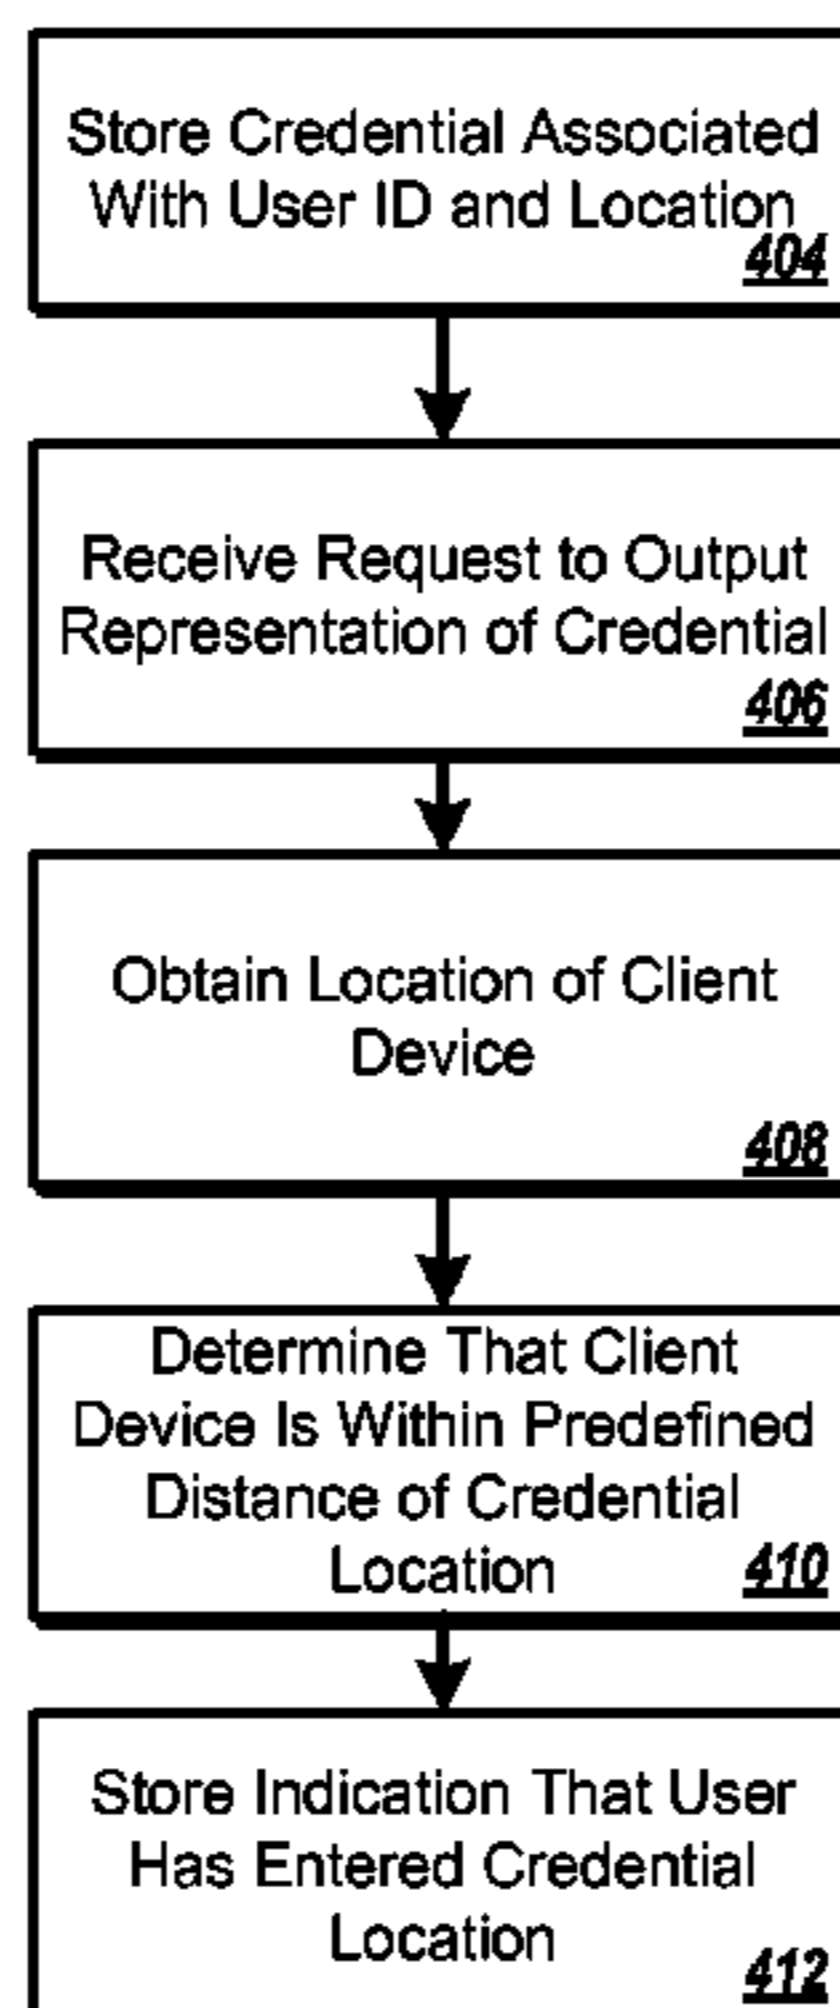 Store Credential Associated
With User ID and Location
404
Receive Request to Output
Representation of Credential
406
Obtain Location of Client
Device
408
Determine That Client
Device Is Within Predefined
Distance of Credential
Location
410
Store Indication That User
Has Entered Credential
Location
412